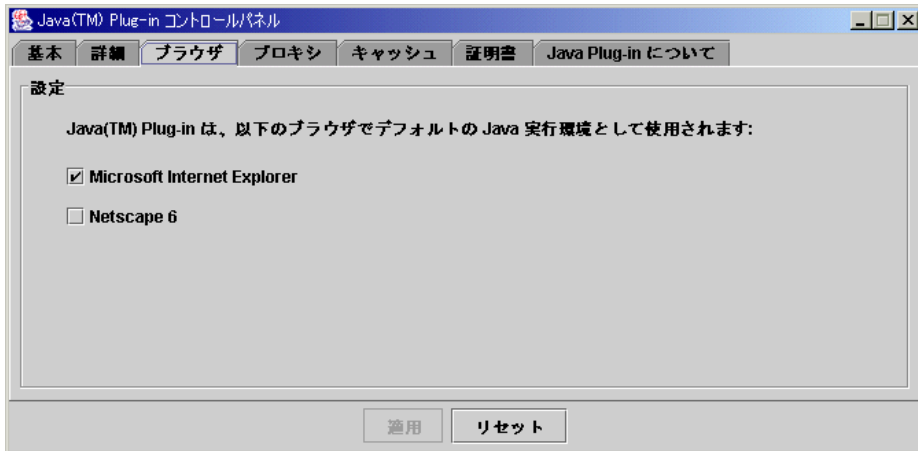 Java(TM) Plug-in コントロールパネル
基本 詳細 ブラウザ プロキシ キャッシュ 証明書 Java Plug-in について
設定
Java(TM) Plug-in は、以下のブラウザでデフォルトの Java 実行環境として使用されます:
Microsoft Internet Explorer
Netscape 6
適用 リセット